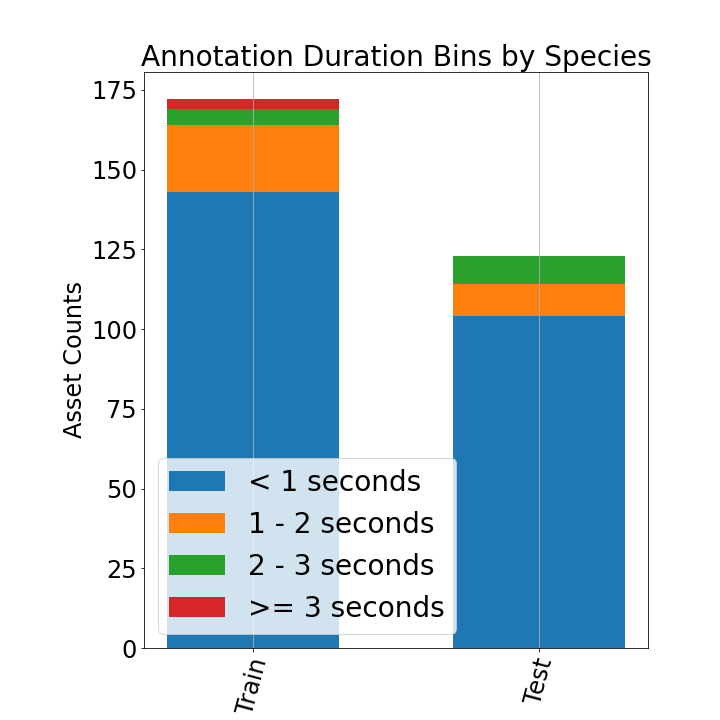 Annotation Duration Bins by Species
Asset Counts
175
150
125
100
75
50
25
0
< 1 seconds
1 - 2 seconds
2 - 3 seconds
>= 3 seconds
Train
Test